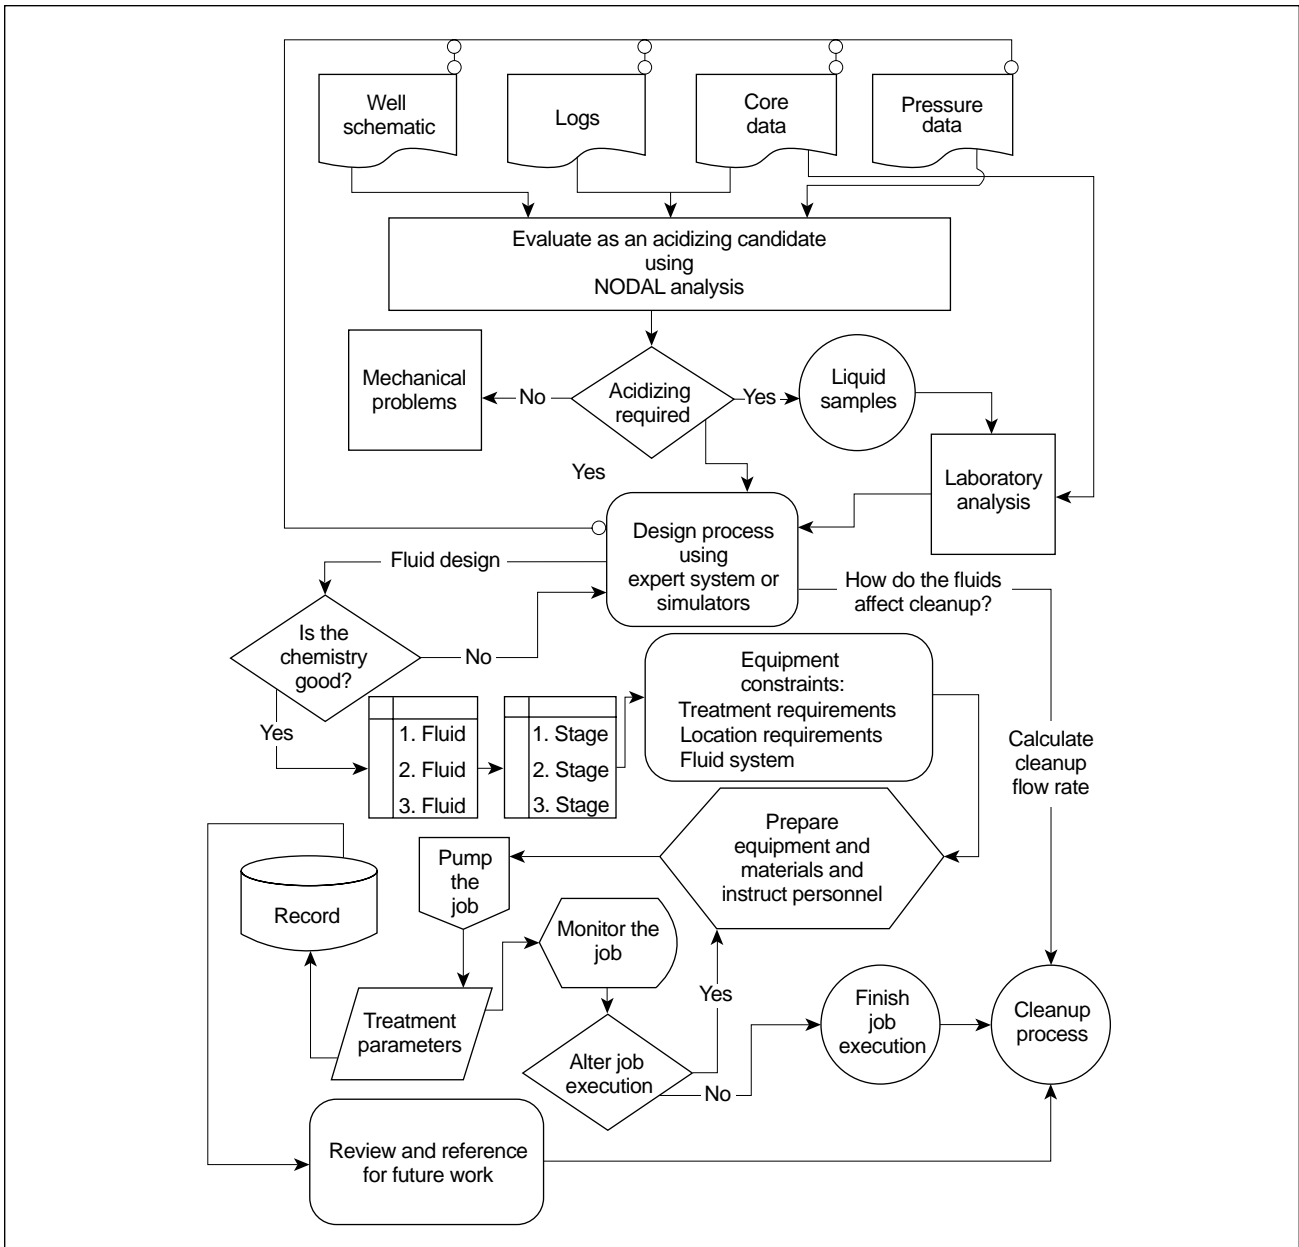 Well
schematic
Logs
Core
data
Pressure
data
Evaluate as an acidizing candidate
using
NODAL analysis
Mechanical
problems
No
Acidizing
required
Yes
Liquid
samples
Yes
Laboratory
analysis
Design process
using
expert system or
simulators
Fluid design
How do the fluids
affect cleanup?
Is the
chemistry
good?
No
Yes
1. Fluid
2. Fluid
3. Fluid
1. Stage
2. Stage
3. Stage
Equipment
constraints:
Treatment requirements
Location requirements
Fluid system
Calculate
cleanup
flow rate
Prepare
equipment and
materials and
instruct personnel
Pump
the
job
Record
Monitor the
job
Yes
Treatment
parameters
Alter job
execution
No
Finish
job
execution
Cleanup
process
Review and reference
for future work